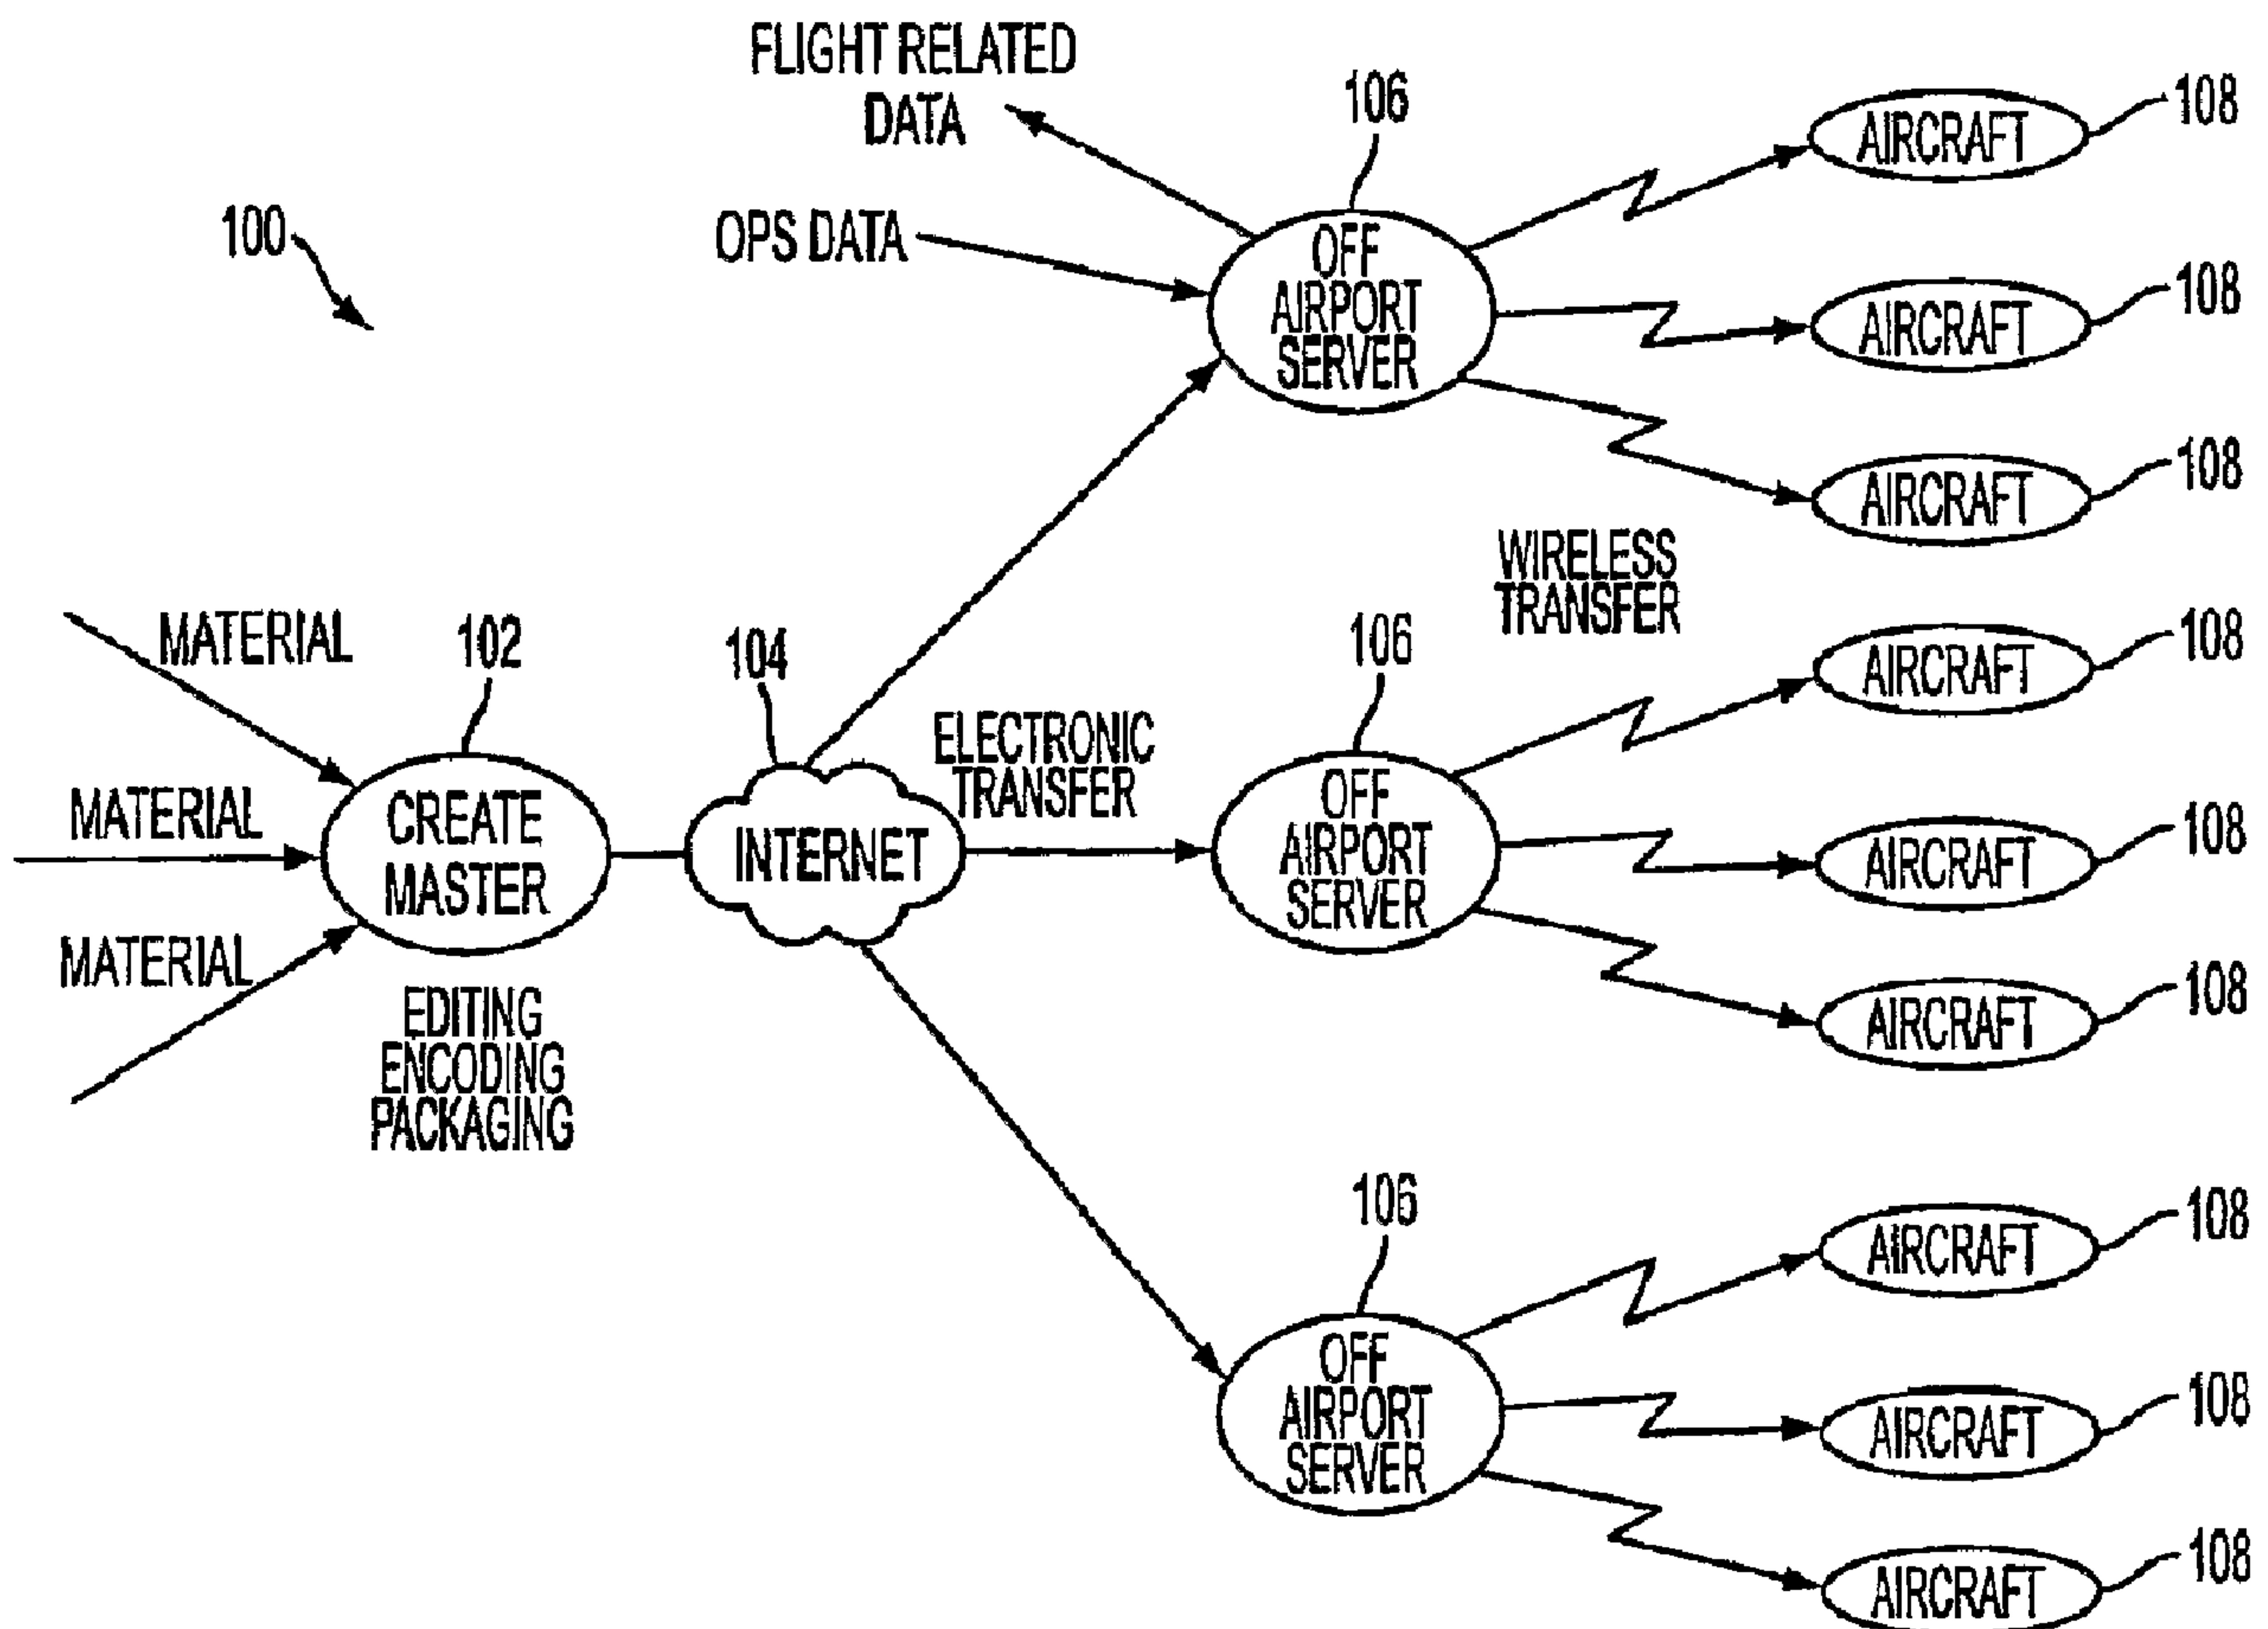 FLIGHT RELATED
DATA
106
AIRCRAFT
108
100
OPS DATA
OFF
AIRPORT
SERVER
AIRCRAFT
108
AIRCRAFT
108
WIRELESS
TRANSFER
MATERIAL
102
104
106
AIRCRAFT
108
MATERIAL
CREATE
MASTER
INTERNET
ELECTRONIC
TRANSFER
OFF
AIRPORT
SERVER
AIRCRAFT
108
MATERIAL
EDITING
ENCODING
PACKAGING
AIRCRAFT
108
106
AIRCRAFT
108
OFF
AIRPORT
SERVER
AIRCRAFT
108
AIRCRAFT
108